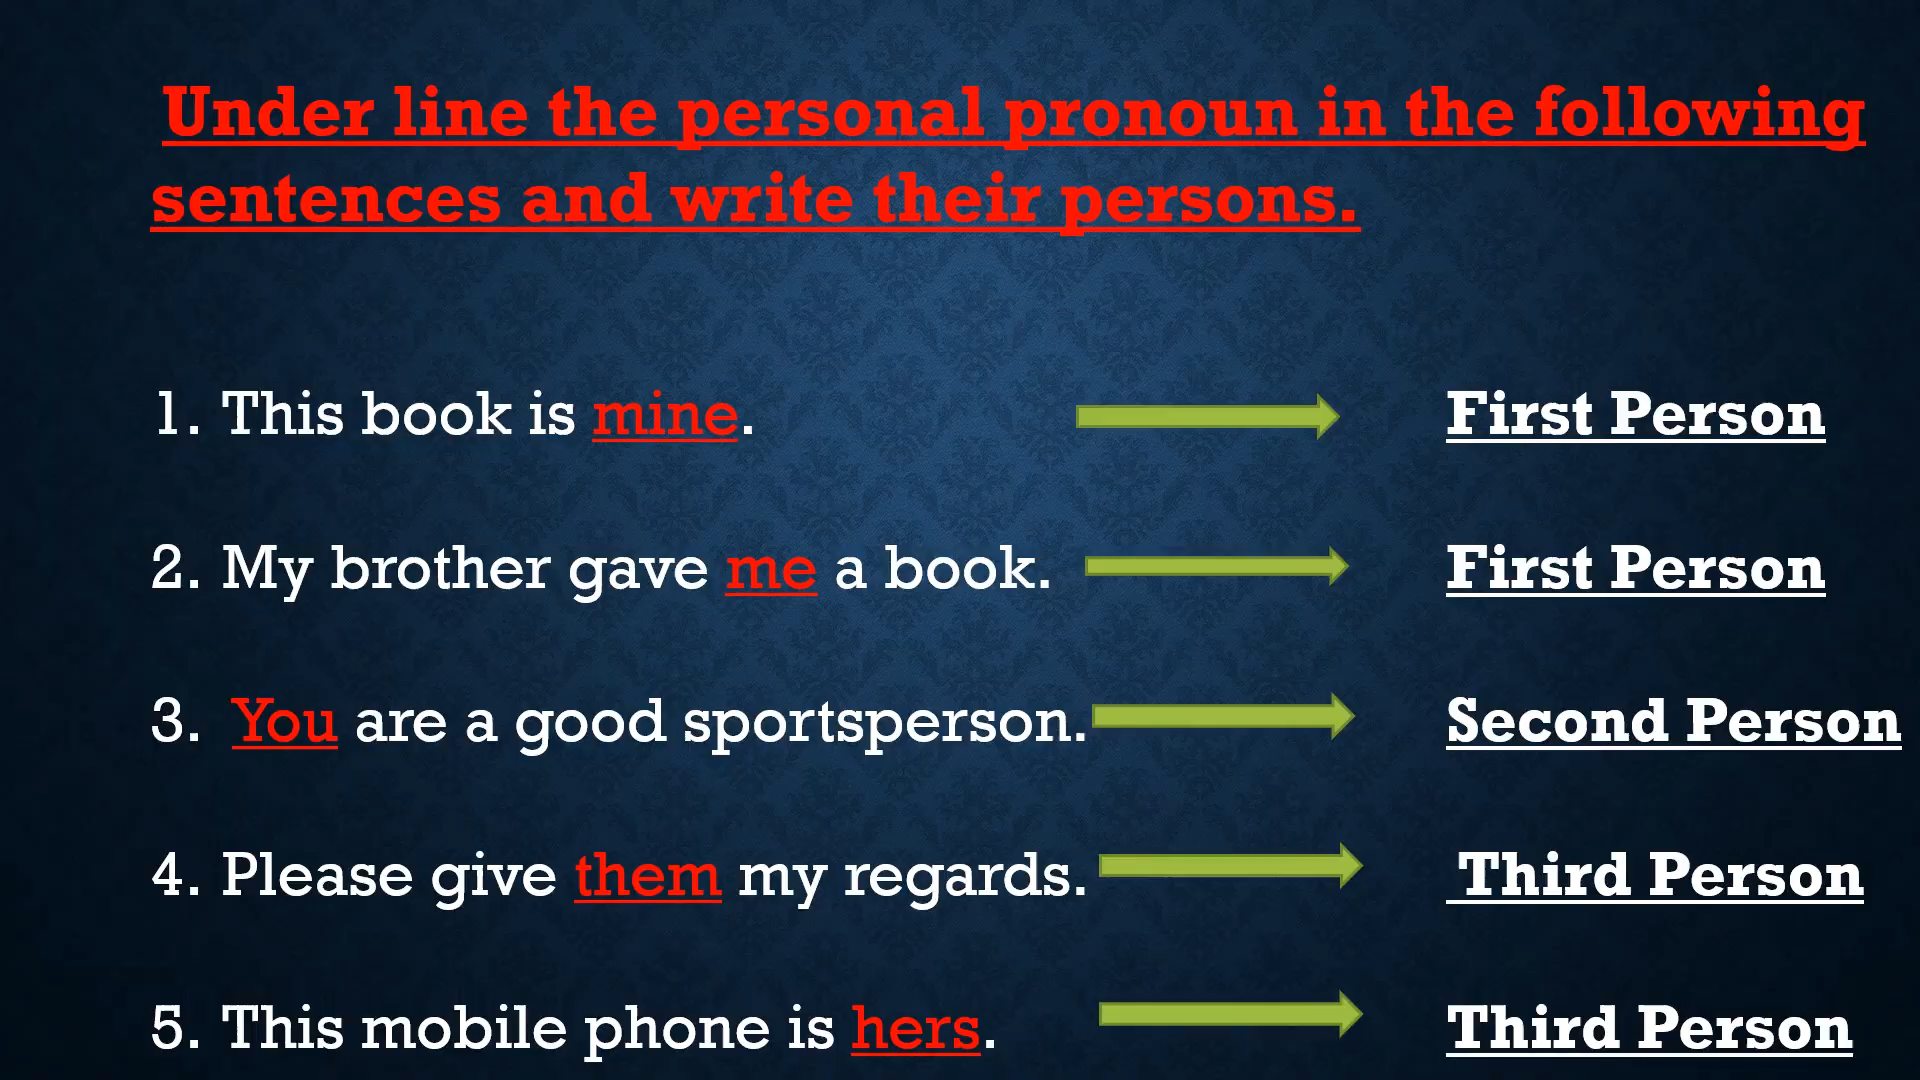 Under line the personal pronoun in the following
sentences and write their persons.
1. This book is mine. First Person
2. My brother gave me a book. First Person
3. You are a good sportsperson. Second Person
4. Please give them my regards. Third Person
5. This mobile phone is hers. Third Person